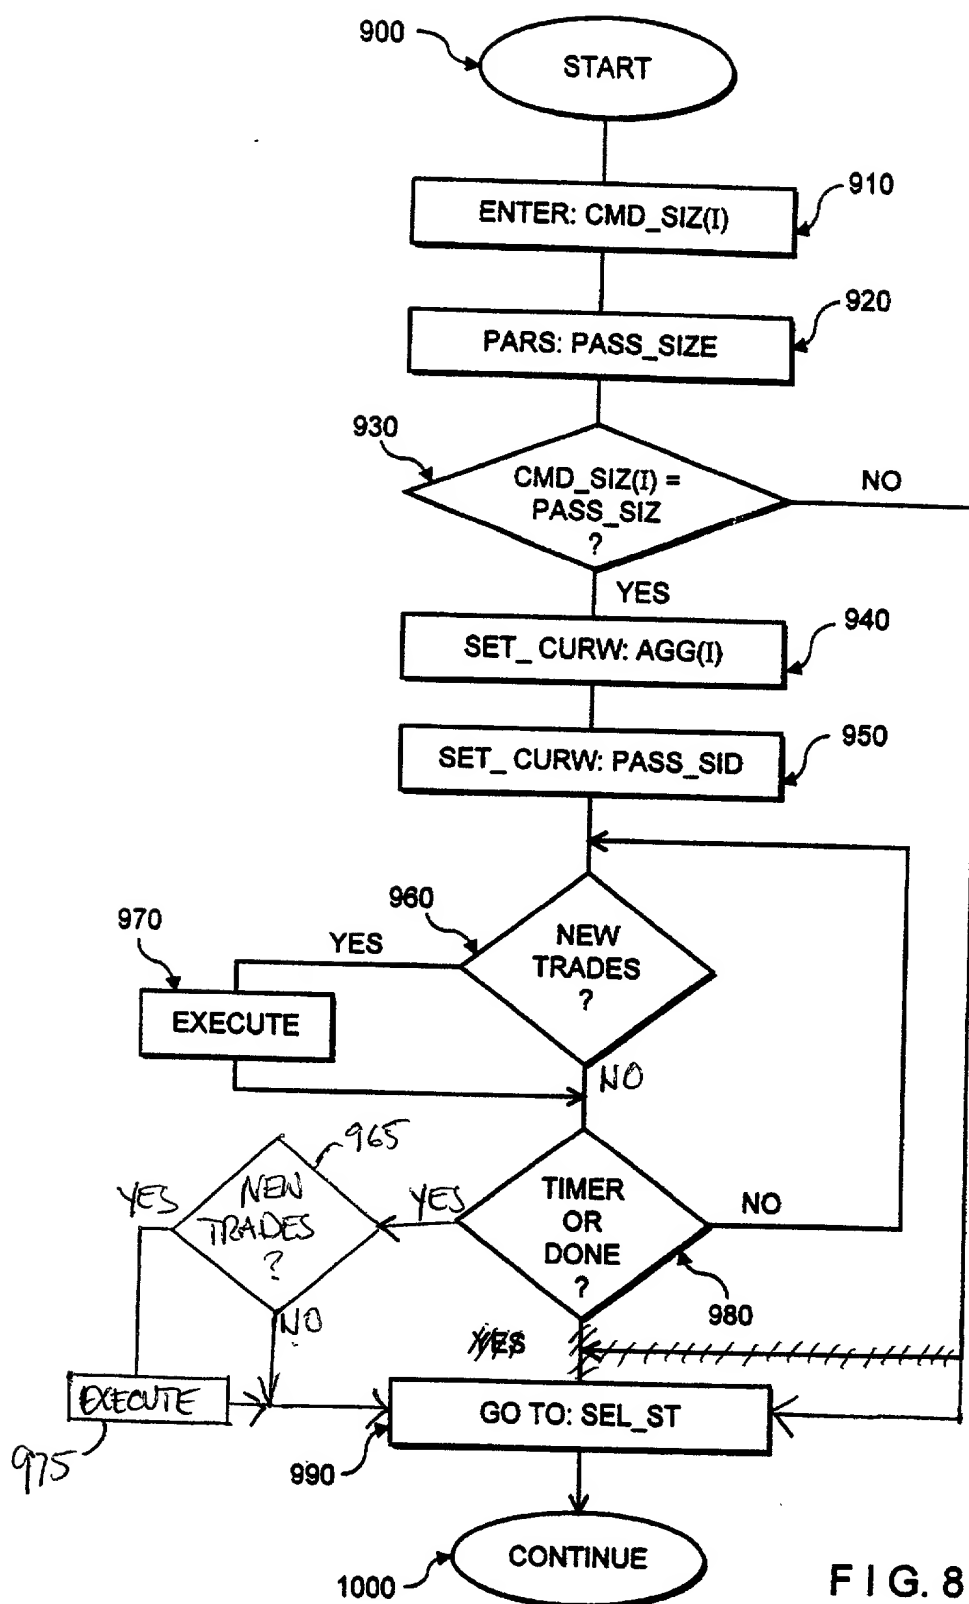 900
START
910
ENTER: CMD_SIZ(I)
920
PARS: PASS_SIZE
930
CMD_SIZ(I) =
PASS_SIZ
?
NO
YES
940
SET_ CURW: AGG(I)
950
SET_ CURW: PASS_SID
960
970
YES
NEW
TRADES
?
EXECUTE
NO
965
YES
NEW
TRADES
?
YES
TIMER
OR
DONE
?
NO
980
NO
YES
EXECUTE
975
GO TO: SEL_ST
990
CONTINUE
1000
F I G. 8